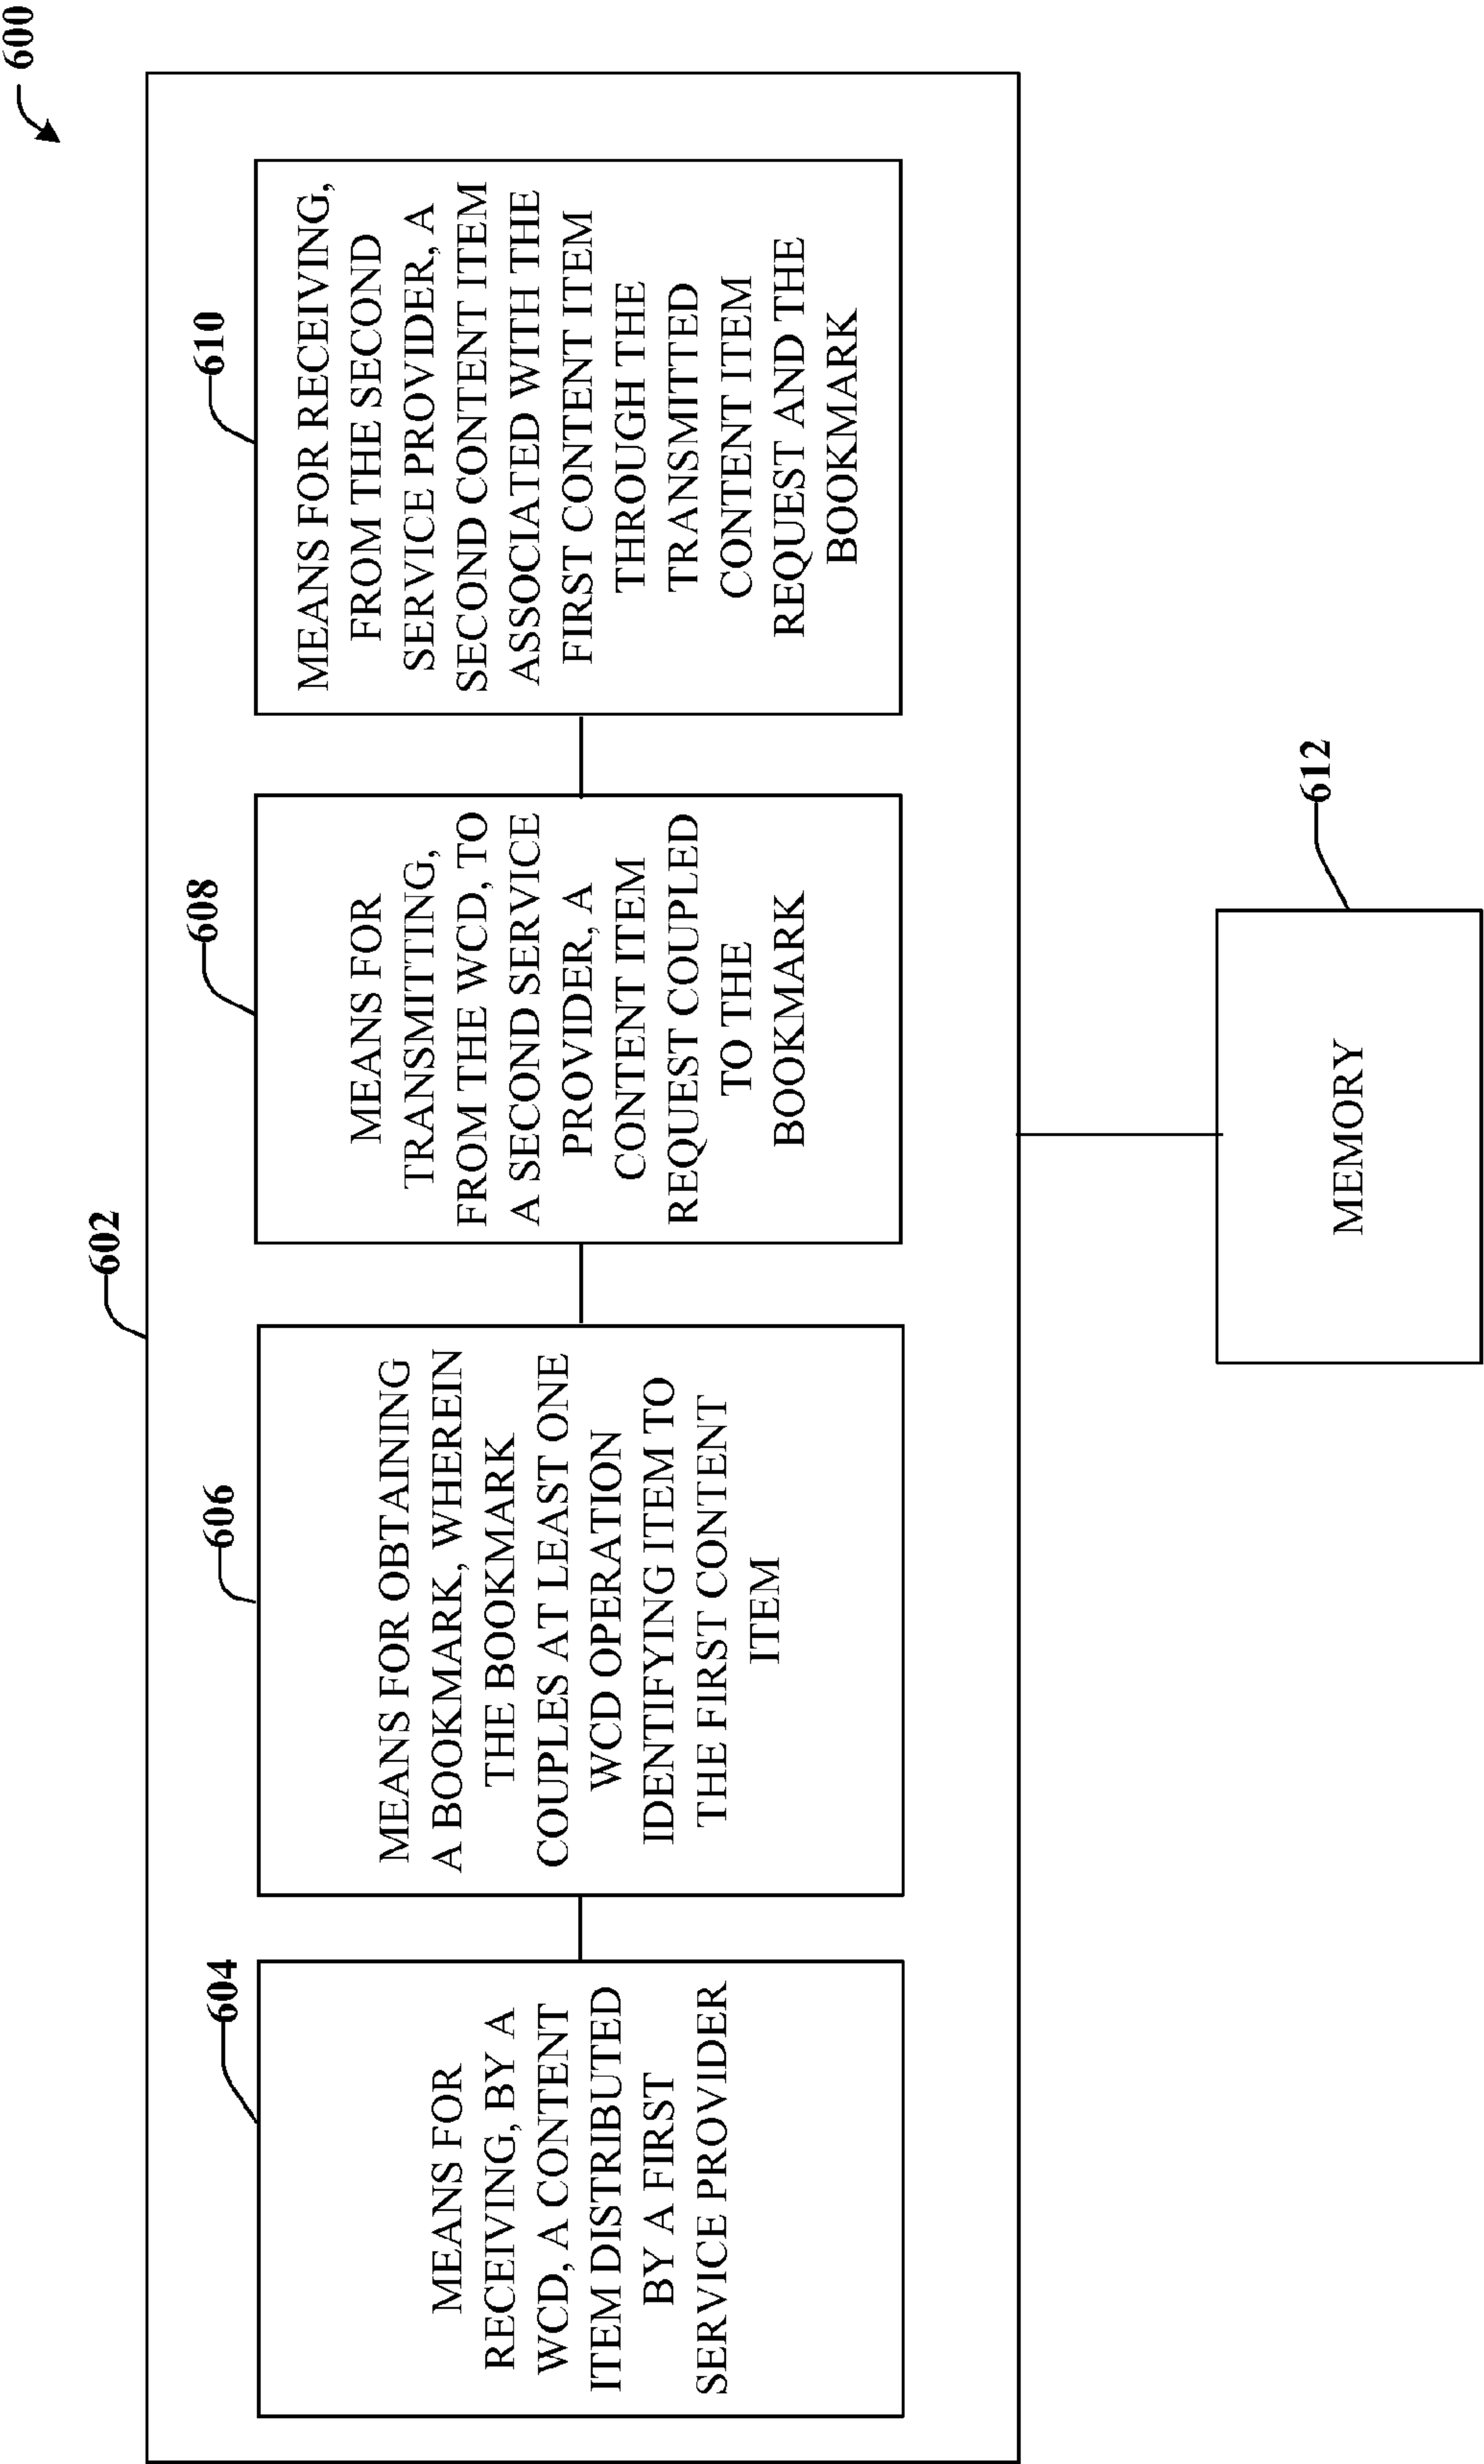 600
602
604
MEANS FOR
RECEIVING, BY A
WCD, A CONTENT
ITEM DISTRIBUTED
BY A FIRST
SERVICE PROVIDER
606
MEANS FOR OBTAINING
A BOOKMARK, WHEREIN
THE BOOKMARK
COUPLES AT LEAST ONE
WCD OPERATION
IDENTIFYING ITEM TO
THE FIRST CONTENT
ITEM
608
MEANS FOR
TRANSMITTING,
FROM THE WCD, TO
A SECOND SERVICE
PROVIDER, A
CONTENT ITEM
REQUEST COUPLED
TO THE
BOOKMARK
610
MEANS FOR RECEIVING,
FROM THE SECOND
SERVICE PROVIDER, A
SECOND CONTENT ITEM
ASSOCIATED WITH THE
FIRST CONTENT ITEM
THROUGH THE
TRANSMITTED
CONTENT ITEM
REQUEST AND THE
BOOKMARK
612
MEMORY